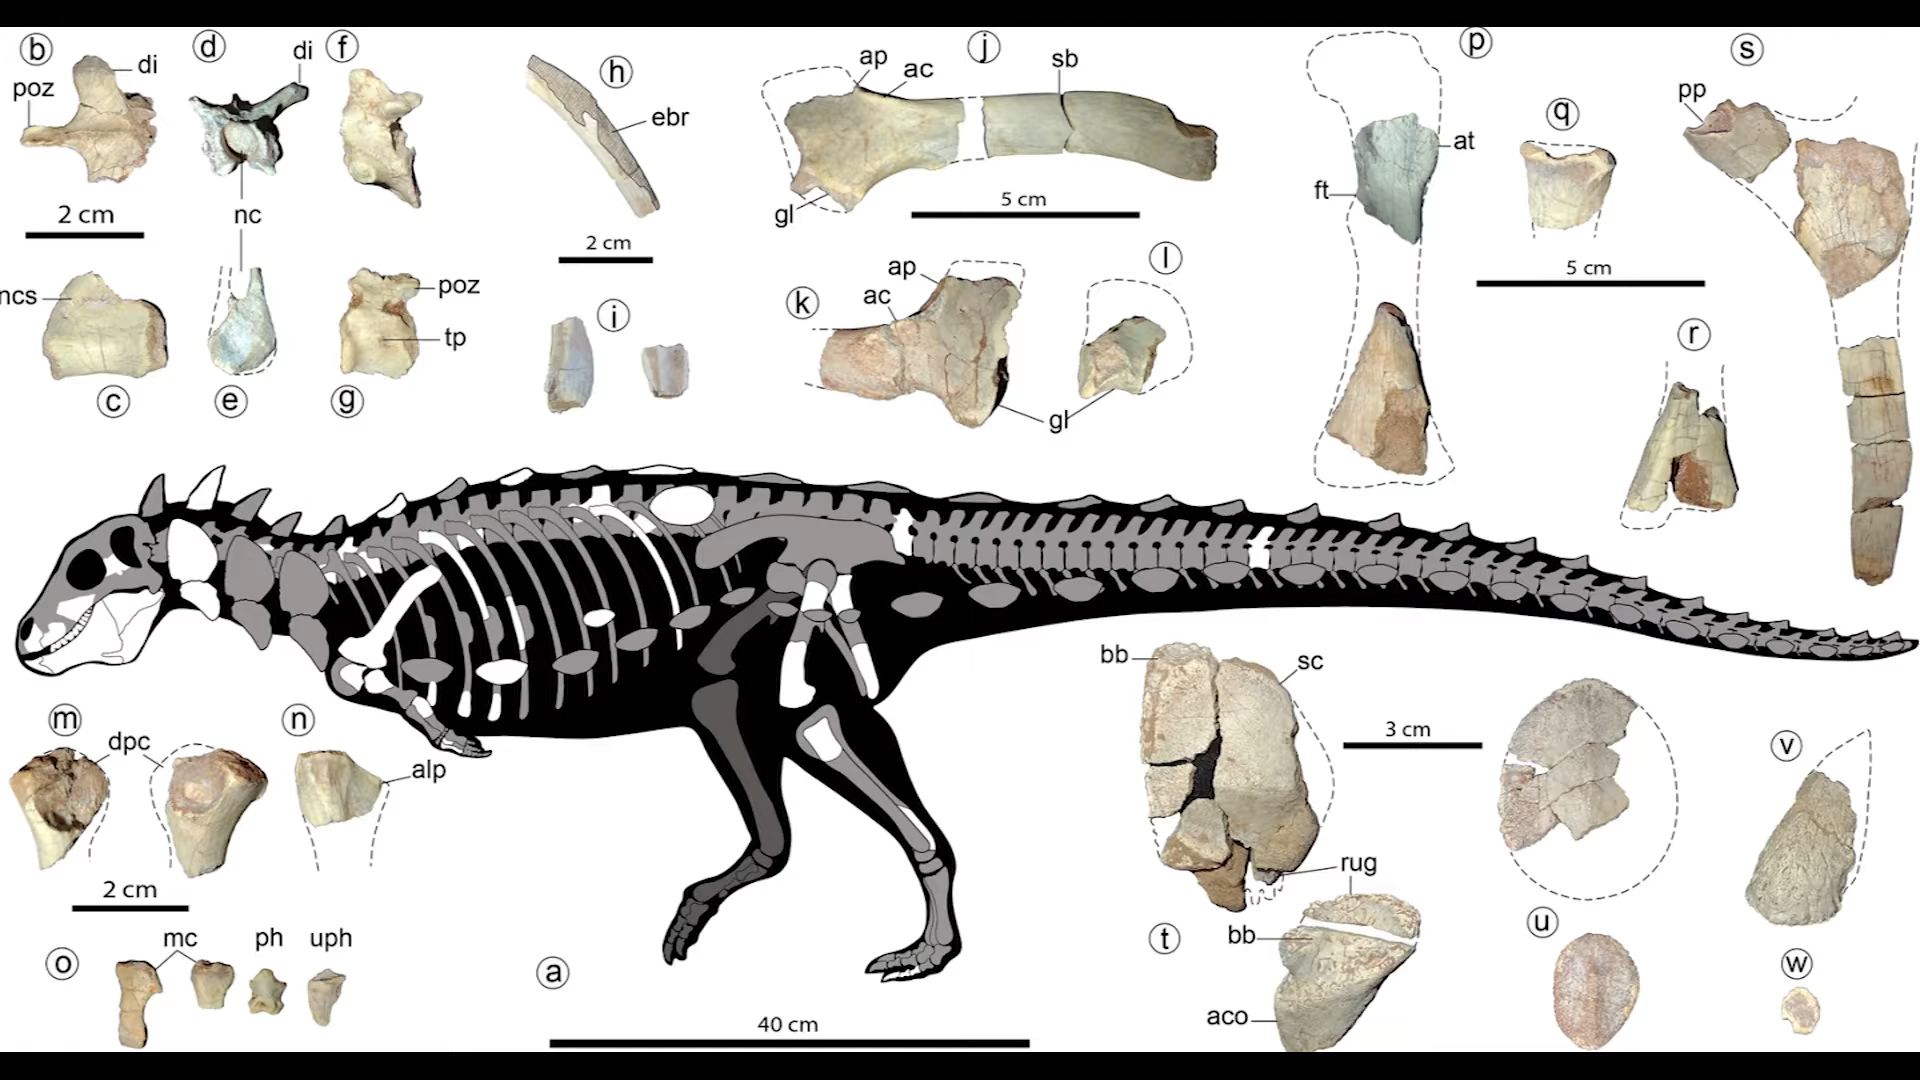 b
di
poz
2 cm
d
di
nc
f
h
ebr
2 cm
j
ap
ac
sb
gl
5 cm
p
at
ft
q
5 cm
s
pp
ncs
c
e
poz
tp
g
i
k
ap
ac
l
gl
r
m
dpc
2 cm
n
alp
o
mc
ph
uph
a
40 cm
bb
sc
3 cm
rug
t
bb
aco
u
v
w